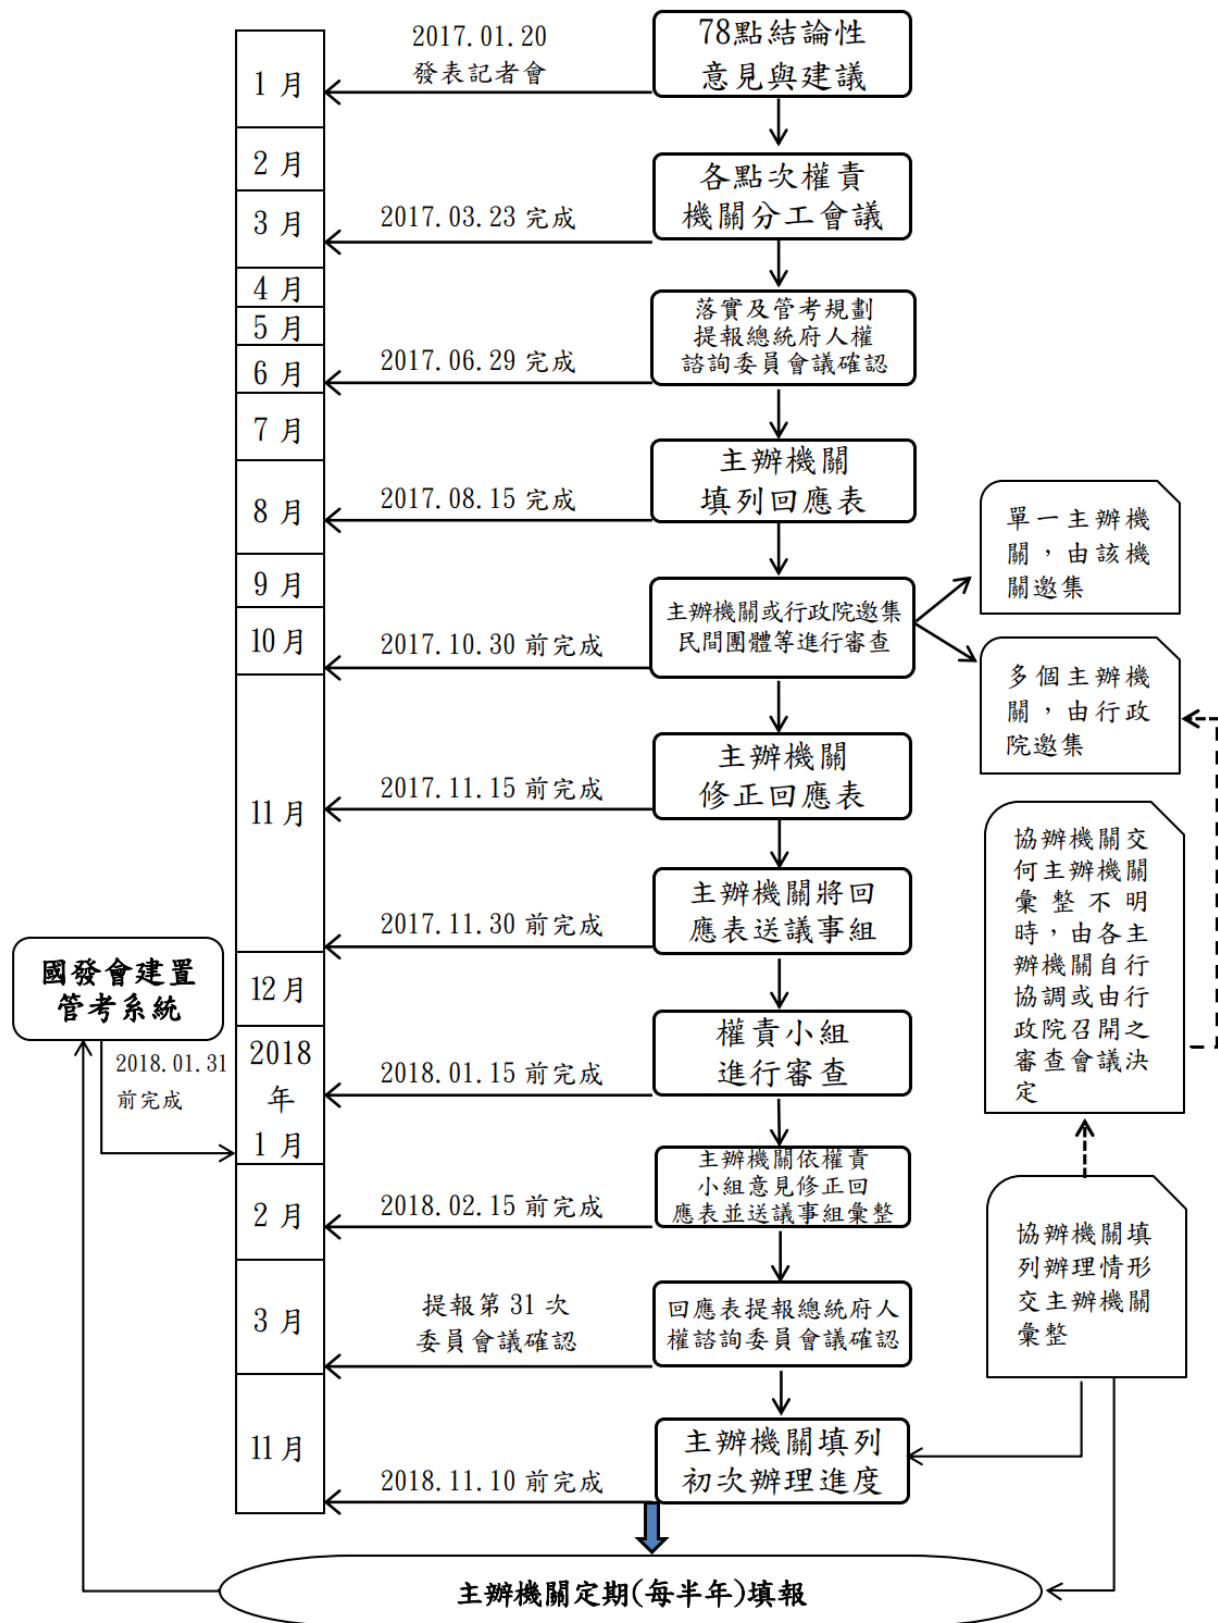 2017.01.20
發表記者會
78點結論性
意見與建議
1月
2月
各點次權責
機關分工會議
3月
2017.03.23 完成
4月
5月
落實及管考規劃
提報總統府人權
諮詢委員會議確認
6月
2017.06.29 完成
7月
主辦機關
填列回應表
8月
2017.08.15 完成
單一主辦機
關，由該機
關邀集
9月
主辦機關或行政院邀集
民間團體等進行審查
10月
2017.10.30 前完成
多個主辦機
關，由行政
院邀集
主辦機關
修正回應表
11月
2017.11.15 前完成
協辦機關交
何主辦機關
彙整不明
時，由各主
辦機關自行
協調或由行
政院召開之
審查會議決
定
主辦機關將回
應表送議事組
2017.11.30 前完成
國發會建置
管考系統
12月
權責小組
進行審查
2018
年
1月
2018.01.15 前完成
2018.01.31
前完成
主辦機關依權責
小組意見修正回
應表並送議事組彙整
2月
2018.02.15 前完成
協辦機關填
列辦理情形
交主辦機關
彙整
3月
提報第 31 次
委員會議確認
回應表提報總統府人
權諮詢委員會議確認
11月
主辦機關填列
初次辦理進度
2018.11.10 前完成
主辦機關定期(每半年)填報